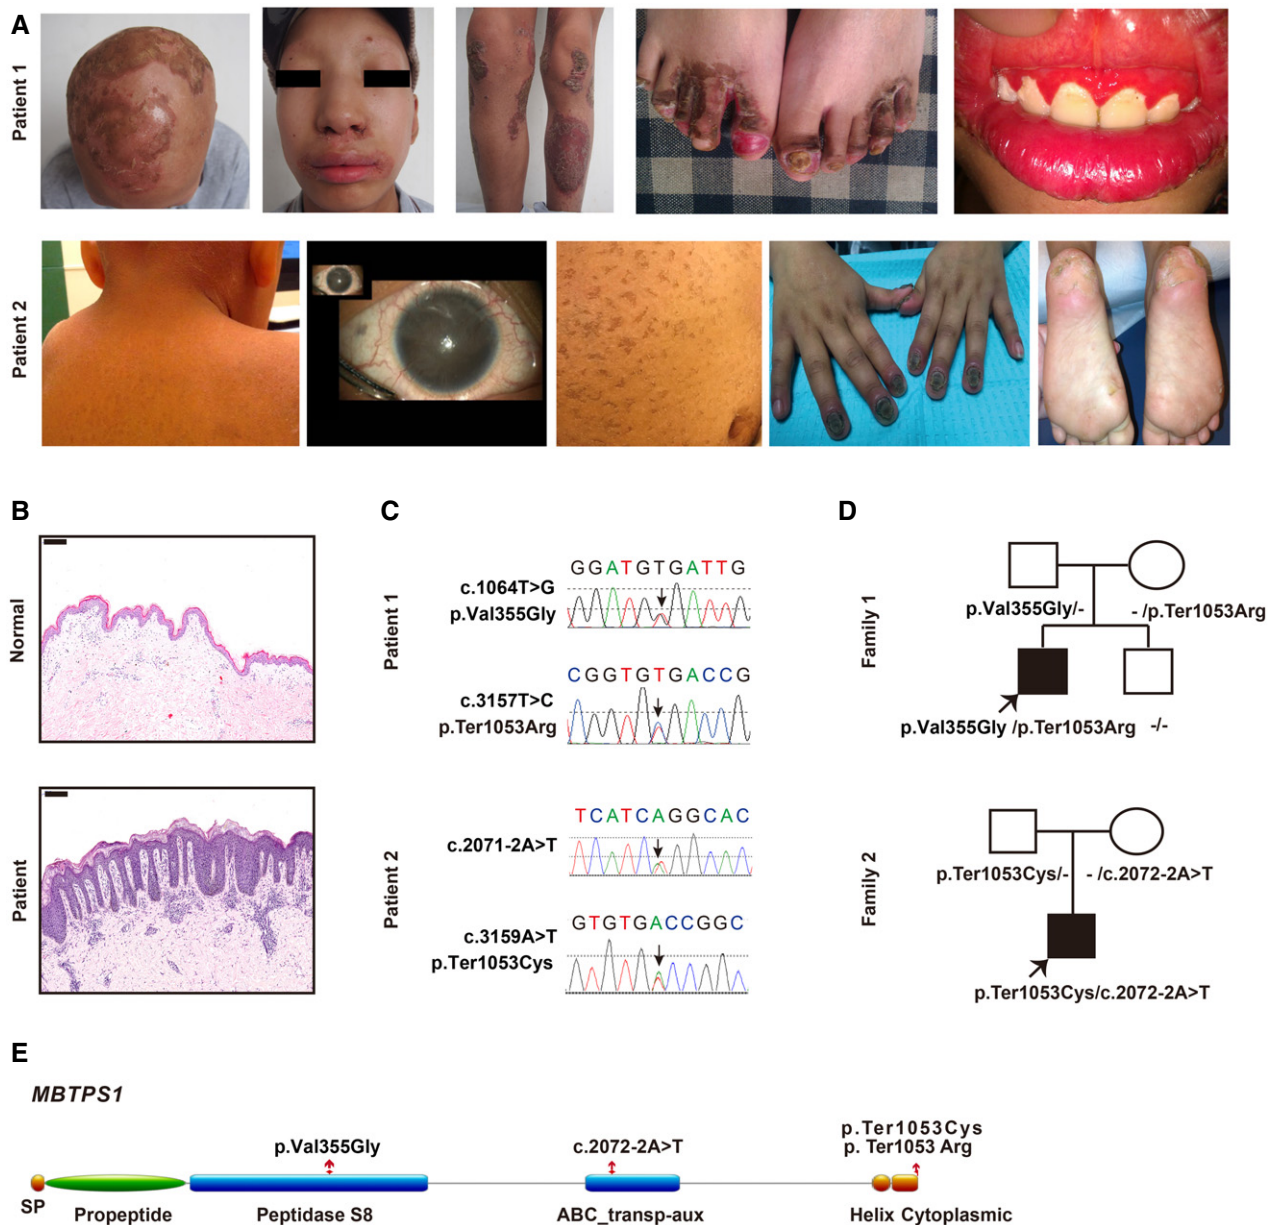 A
Patient 1
Patient 2
B
Normal
Patient
C
Patient 1
GGATGTGATTG
c.1064T>G
p.Val355Gly
CGGTGTGACCG
c.3157T>C
p.Ter1053Arg
Patient 2
TCATCAGGCAC
c.2071-2A>T
GTGTGACCGGC
c.3159A>T
p.Ter1053Cys
D
Family 1
p.Val355Gly/-
- /p.Ter1053Arg
p.Val355Gly /p.Ter1053Arg
-/-
Family 2
p.Ter1053Cys/-
- /c.2072-2A>T
p.Ter1053Cys/c.2072-2A>T
E
MBTPS1
p.Val355Gly
c.2072-2A>T
p.Ter1053Cys
p. Ter1053 Arg
SP
Propeptide
Peptidase S8
ABC_transp-aux
Helix Cytoplasmic